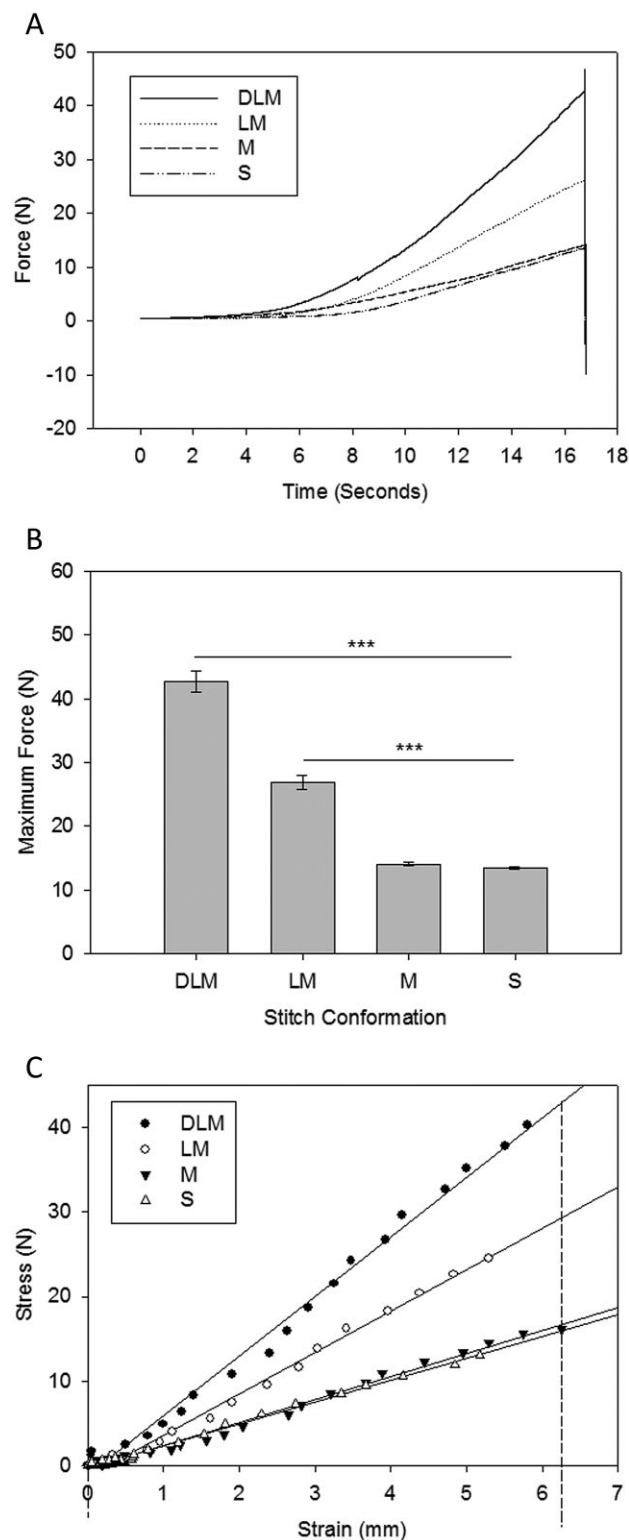 A
50
40
30
20
10
0
-10
-20
Force (N)
DLM
LM
M
S
0 2 4 6 8 10 12 14 16 18
Time (Seconds)
B
60
50
40
30
20
10
0
Maximum Force (N)
***
***
DLM LM M S
Stitch Conformation
C
40
30
20
10
0
Stress (N)
DLM
LM
M
S
0 1 2 3 4 5 6 7
Strain (mm)